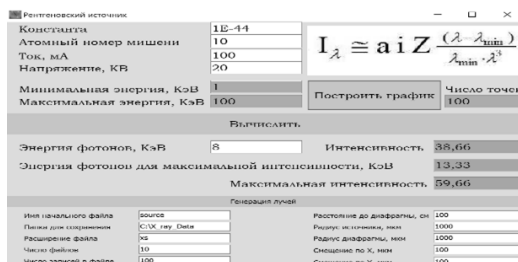 Рентгеновский источник
Константа 1E-44
Атомный номер мишени 10
Ток, мА 100
Напряжение, КВ 20
I_λ ≅ a i Z (λ - λ_min) / (λ_min · λ³)
Минимальная энергия, КэВ 1
Максимальная энергия, КэВ 100
Построить график
Число точек
100
Вычислить
Энергия фотонов, КэВ 8 Интенсивность 38,66
Энергия фотонов для максимальной интенсивности, КэВ 13,33
Максимальная интенсивность 59,66
Генерация лучей
Имя начального файла source Расстояние до диафрагмы, см 100
Папка для сохранения C:\X_ray_Data Радиус источника, мкм 1000
Расширение файла xs Радиус диафрагмы, мкм 1000
Число файлов 10 Смещение по X, мкм 100
Число записей в файле 100 100